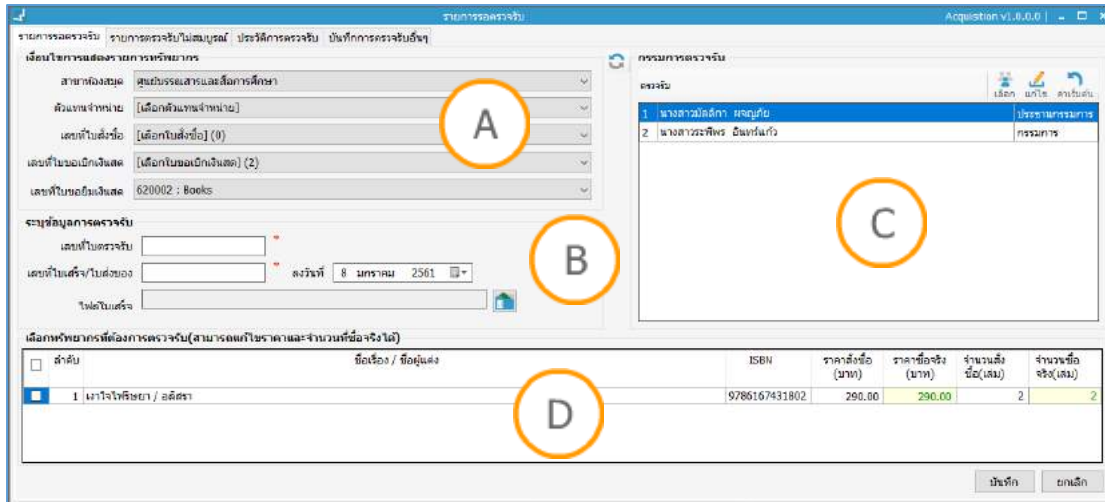 รายการรอตรวจรับ
Acquistion v1.0.0.0
รายการรอตรวจรับ รายการตรวจรับไม่สมบูรณ์ ประวัติการตรวจรับ บันทึกการตรวจรับอื่นๆ
เงื่อนไขการแสดงรายการทรัพยากร
สาขาห้องสมุด ศูนย์บรรณสารและสื่อการศึกษา
ตัวแทนจำหน่าย [เลือกตัวแทนจำหน่าย]
เลขที่ใบสั่งซื้อ [เลือกใบสั่งซื้อ] (0)
เลขที่ใบขอเบิกเงินสด [เลือกใบขอเบิกเงินสด] (2)
เลขที่ใบขอยืมเงินสด 620002 : Books
A
กรรมการตรวจรับ
ตรวจรับ
เลือก แก้ไข ค่าเริ่มต้น
1 นางสาวมัลลิกา ผจญภัย ประธานกรรมการ
2 นางสาวระพีพร อินทร์แก้ว กรรมการ
C
ระบุข้อมูลการตรวจรับ
เลขที่ใบตรวจรับ *
เลขที่ใบเสร็จ/ใบส่งของ * ลงวันที่ 8 มกราคม 2561
ไฟล์ใบเสร็จ
B
เลือกทรัพยากรที่ต้องการตรวจรับ(สามารถแก้ไขราคาและจำนวนที่ซื้อจริงได้)
ลำดับ ชื่อเรื่อง / ชื่อผู้แต่ง ISBN ราคาสั่งซื้อ (บาท) ราคาซื้อจริง (บาท) จำนวนสั่งซื้อ(เล่ม) จำนวนซื้อจริง(เล่ม)
1 เงาใจไฟริษยา / อลิสรา 9786167431802 290.00 290.00 2 2
D
บันทึก ยกเลิก